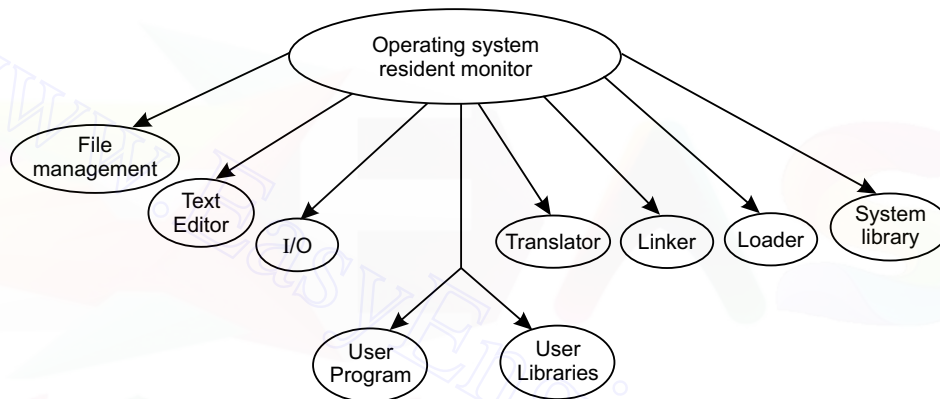 Operating system
resident monitor
File
management
Text
Editor
I/O
Translator
Linker
Loader
System
library
User
Program
User
Libraries